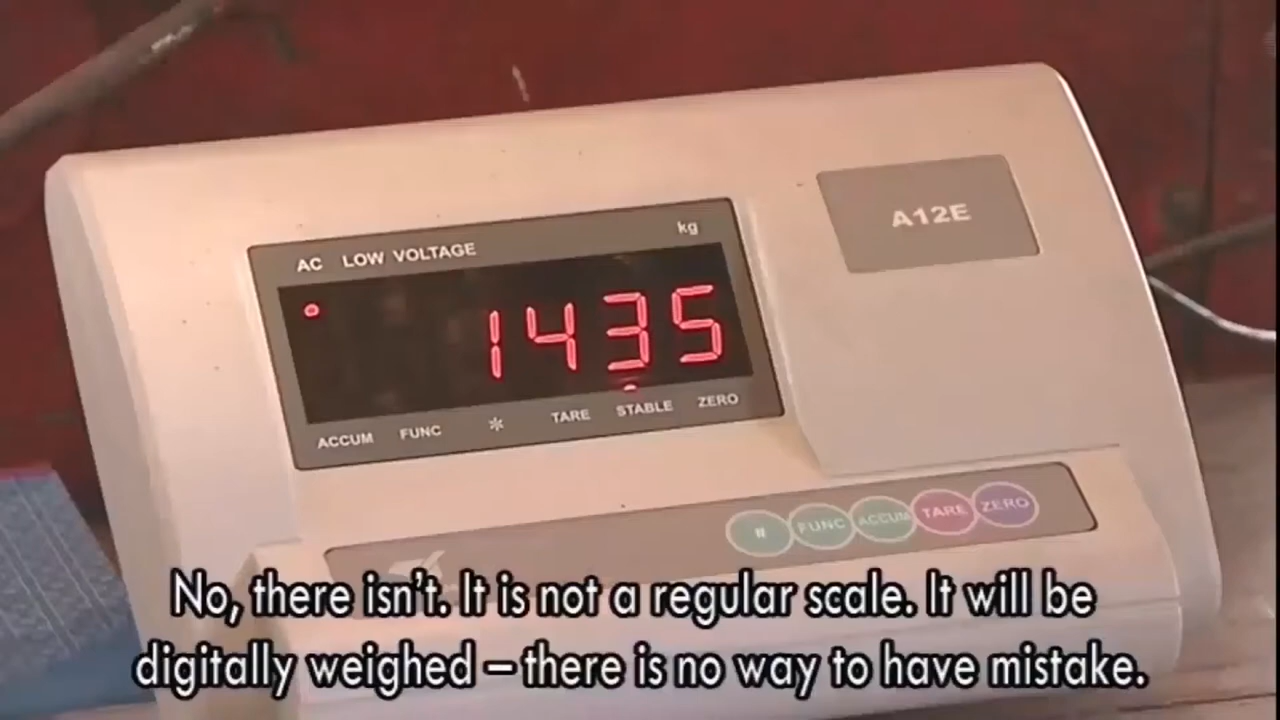 A12E
AC LOW VOLTAGE kg
1435
ACCUM FUNC * TARE STABLE ZERO
FUNC ACCUM TARE ZERO
No, there isn't. It is not a regular scale. It will be
digitally weighed – there is no way to have mistake.